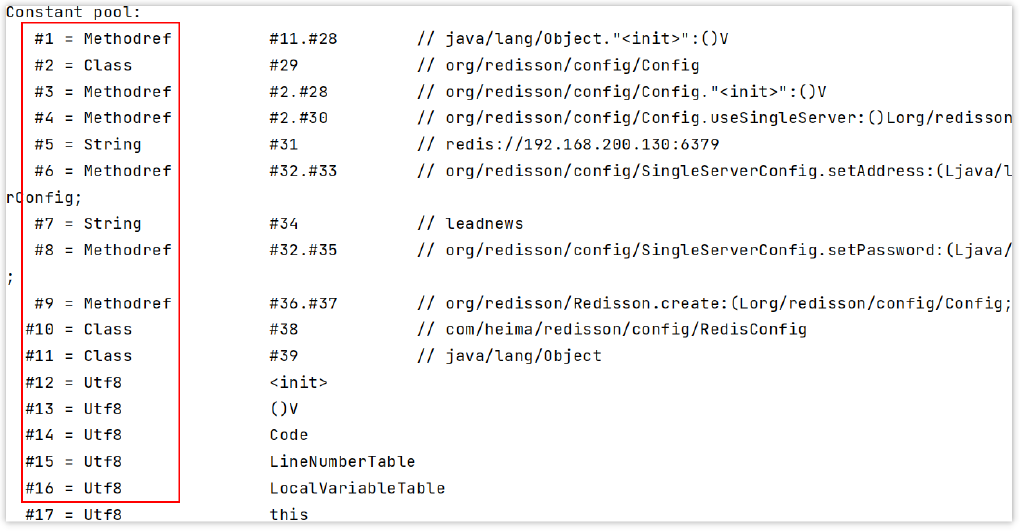 Constant pool:
#1 = Methodref #11.#28 // java/lang/Object."<init>":()V
#2 = Class #29 // org/redisson/config/Config
#3 = Methodref #2.#28 // org/redisson/config/Config."<init>":()V
#4 = Methodref #2.#30 // org/redisson/config/Config.useSingleServer:()Lorg/redisson
#5 = String #31 // redis://192.168.200.130:6379
#6 = Methodref #32.#33 // org/redisson/config/SingleServerConfig.setAddress:(Ljava/l
rConfig;
#7 = String #34 // leadnews
#8 = Methodref #32.#35 // org/redisson/config/SingleServerConfig.setPassword:(Ljava/
;
#9 = Methodref #36.#37 // org/redisson/Redisson.create:(Lorg/redisson/config/Config;
#10 = Class #38 // com/heima/redisson/config/RedisConfig
#11 = Class #39 // java/lang/Object
#12 = Utf8 <init>
#13 = Utf8 ()V
#14 = Utf8 Code
#15 = Utf8 LineNumberTable
#16 = Utf8 LocalVariableTable
#17 = Utf8 this